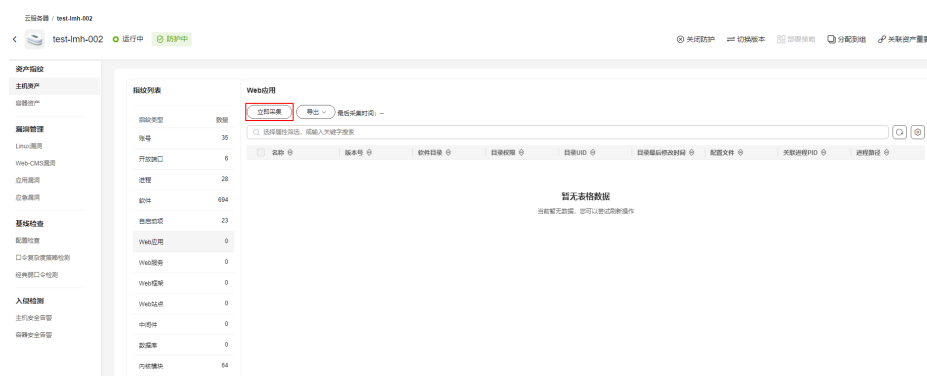 云服务器 / test-lmh-002
test-lmh-002 运行中 防护中 关闭防护 切换版本 部署策略 分配到组 关联资产重要
资产指纹
主机资产
容器资产
漏洞管理
Linux漏洞
Web-CMS漏洞
应用漏洞
应急漏洞
基线检查
配置检查
口令复杂度策略检测
经典弱口令检测
入侵检测
主机安全告警
容器安全告警
指纹列表
指纹类型 数量
账号 35
开放端口 6
进程 28
软件 694
自启动项 23
Web应用 0
Web服务 0
Web框架 0
Web站点 0
中间件 0
数据库 0
内核模块 64
Web应用
立即采集 导出 最后采集时间: --
选择属性筛选，或输入关键字搜索
名称 版本号 软件目录 目录权限 目录UID 目录最后修改时间 配置文件 关联进程PID 进程路径
暂无表格数据
当前暂无数据，您可以尝试刷新操作